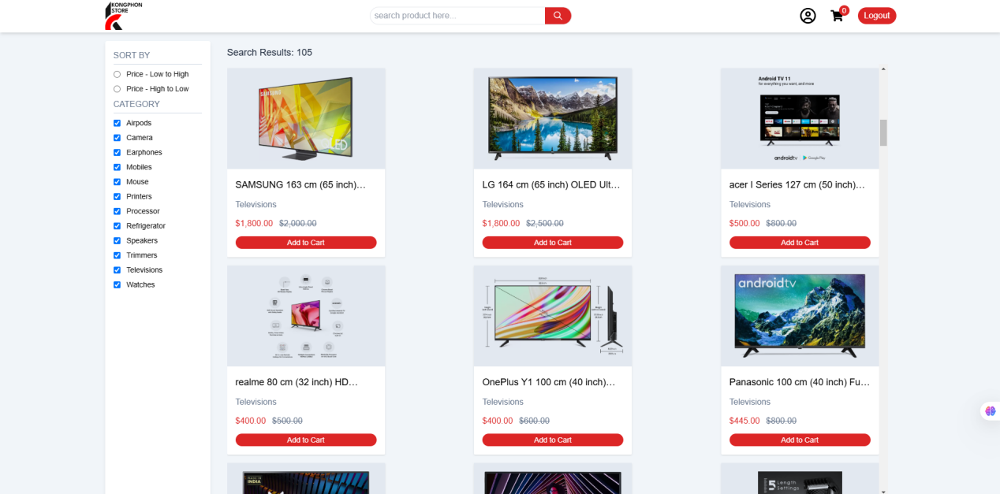 KONGPHON
STORE
search product here...
0
Logout
SORT BY
Price - Low to High
Price - High to Low
CATEGORY
Airpods
Camera
Earphones
Mobiles
Mouse
Printers
Processor
Refrigerator
Speakers
Trimmers
Televisions
Watches
Search Results: 105
SAMSUNG
SAMSUNG 163 cm (65 inch)...
Televisions
$1,800.00 $2,000.00
Add to Cart
LG 164 cm (65 inch) OLED Ult...
Televisions
$1,800.00 $2,500.00
Add to Cart
Android TV 11
for everything you want, and more
androidtv Google Play
acer I Series 127 cm (50 inch)...
Televisions
$500.00 $800.00
Add to Cart
realme 80 cm (32 inch) HD...
Televisions
$400.00 $500.00
Add to Cart
OnePlus Y1 100 cm (40 inch)...
Televisions
$400.00 $600.00
Add to Cart
androidtv
Panasonic 100 cm (40 inch) Fu...
Televisions
$445.00 $800.00
Add to Cart
MADE IN
INDIA
5 Length
Settings